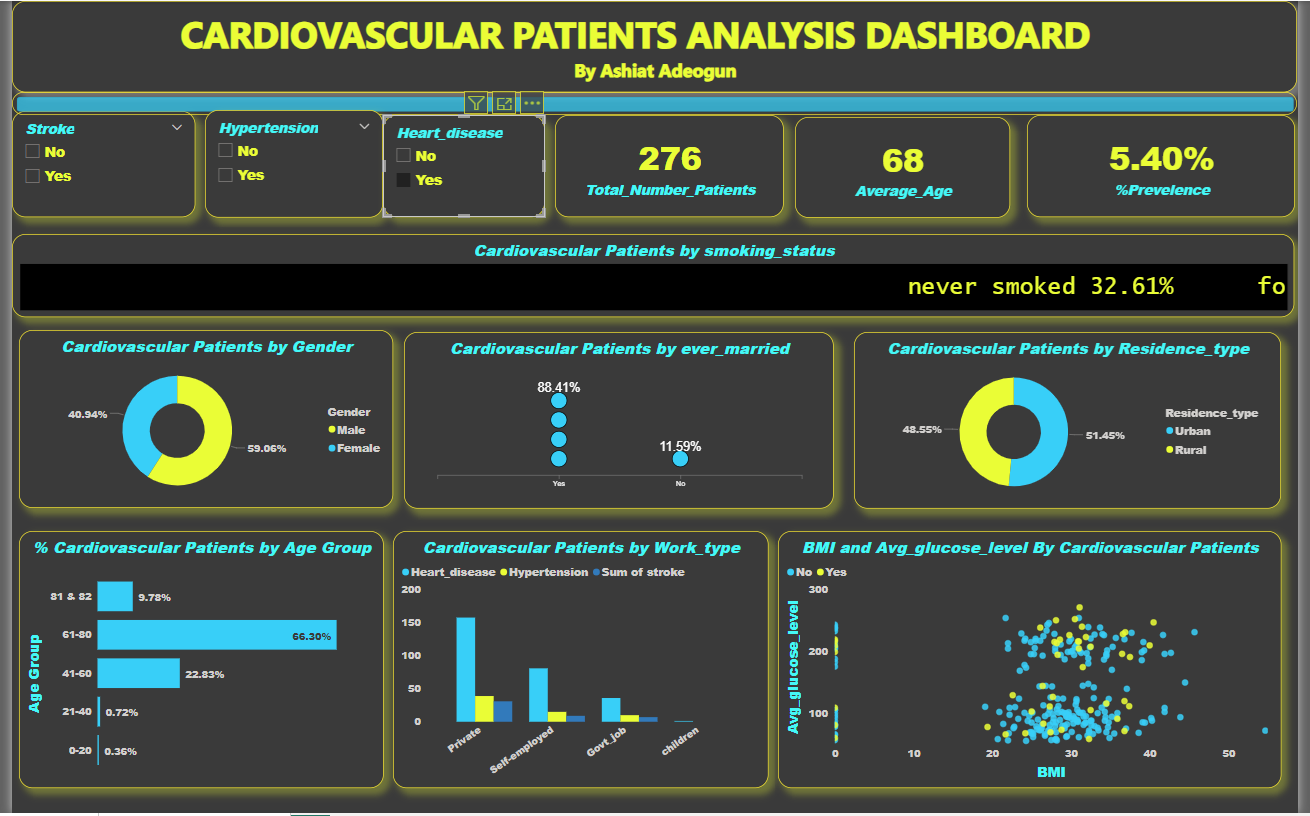 CARDIOVASCULAR PATIENTS ANALYSIS DASHBOARD
By Ashiat Adeogun
Stroke
No
Yes
Hypertension
No
Yes
Heart_disease
No
Yes
276
Total_Number_Patients
68
Average_Age
5.40%
%Prevelence
Cardiovascular Patients by smoking_status
never smoked 32.61% fo
Cardiovascular Patients by Gender
40.94%
59.06%
Gender
Male
Female
Cardiovascular Patients by ever_married
88.41%
11.59%
Yes
No
Cardiovascular Patients by Residence_type
48.55%
51.45%
Residence_type
Urban
Rural
% Cardiovascular Patients by Age Group
Age Group
81 & 82
9.78%
61-80
66.30%
41-60
22.83%
21-40
0.72%
0-20
0.36%
Cardiovascular Patients by Work_type
Heart_disease Hypertension Sum of stroke
200
150
100
50
0
Private
Self-employed
Govt_job
children
BMI and Avg_glucose_level By Cardiovascular Patients
No Yes
Avg_glucose_level
300
200
100
0
10
20
30
40
50
BMI